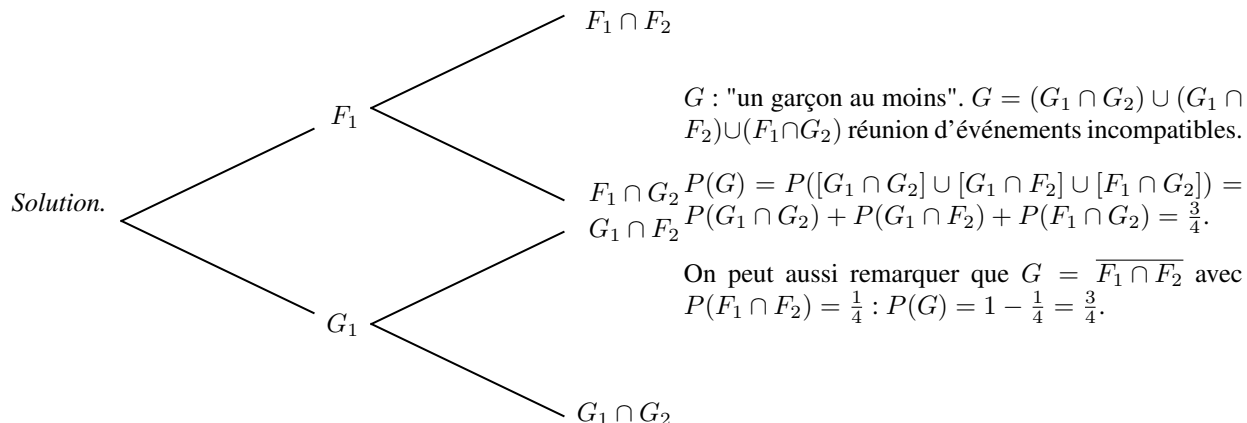 Solution.
F₁
G₁
F₁ ∩ F₂
F₁ ∩ G₂
G₁ ∩ F₂
G₁ ∩ G₂
G : "un garçon au moins". G = (G₁ ∩ G₂) ∪ (G₁ ∩
F₂)∪(F₁∩G₂) réunion d'événements incompatibles.
P(G) = P([G₁ ∩ G₂] ∪ [G₁ ∩ F₂] ∪ [F₁ ∩ G₂]) =
P(G₁ ∩ G₂) + P(G₁ ∩ F₂) + P(F₁ ∩ G₂) = 3/4.
On peut aussi remarquer que G = \overline{F₁ ∩ F₂} avec
P(F₁ ∩ F₂) = 1/4 : P(G) = 1 − 1/4 = 3/4.